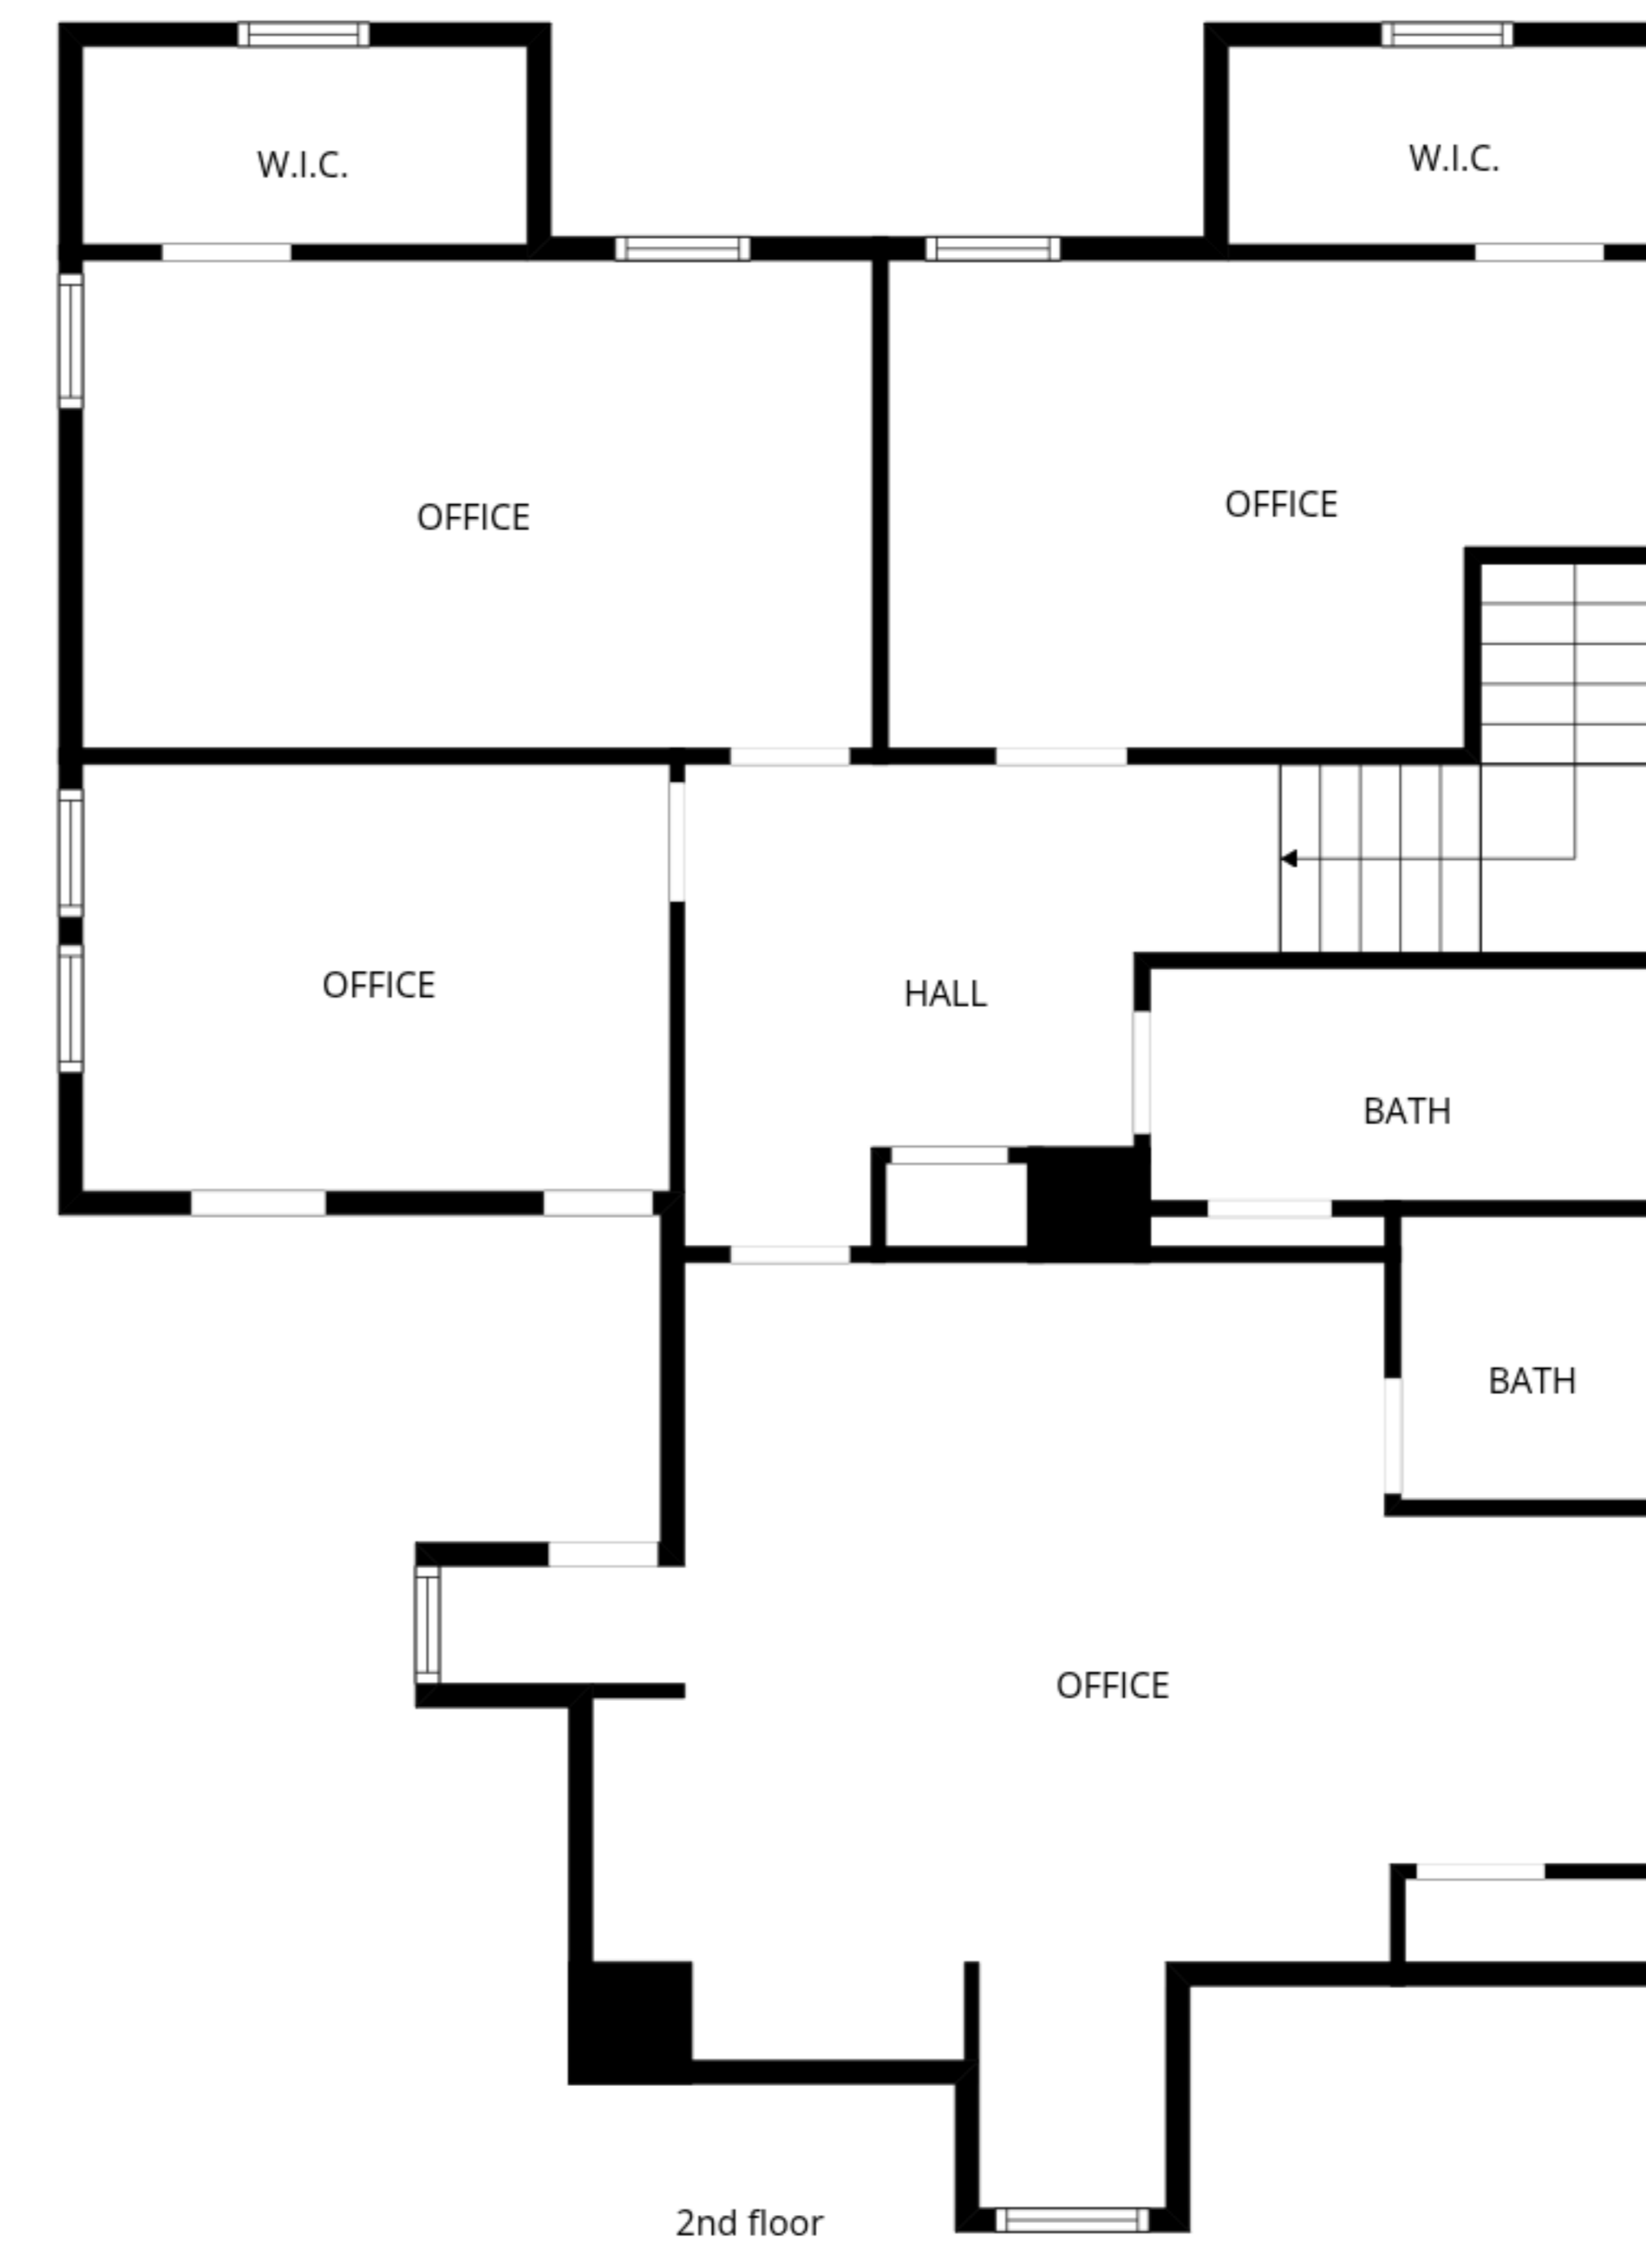 W.I.C.
W.I.C.
OFFICE
OFFICE
OFFICE
HALL
BATH
BATH
OFFICE
2nd floor